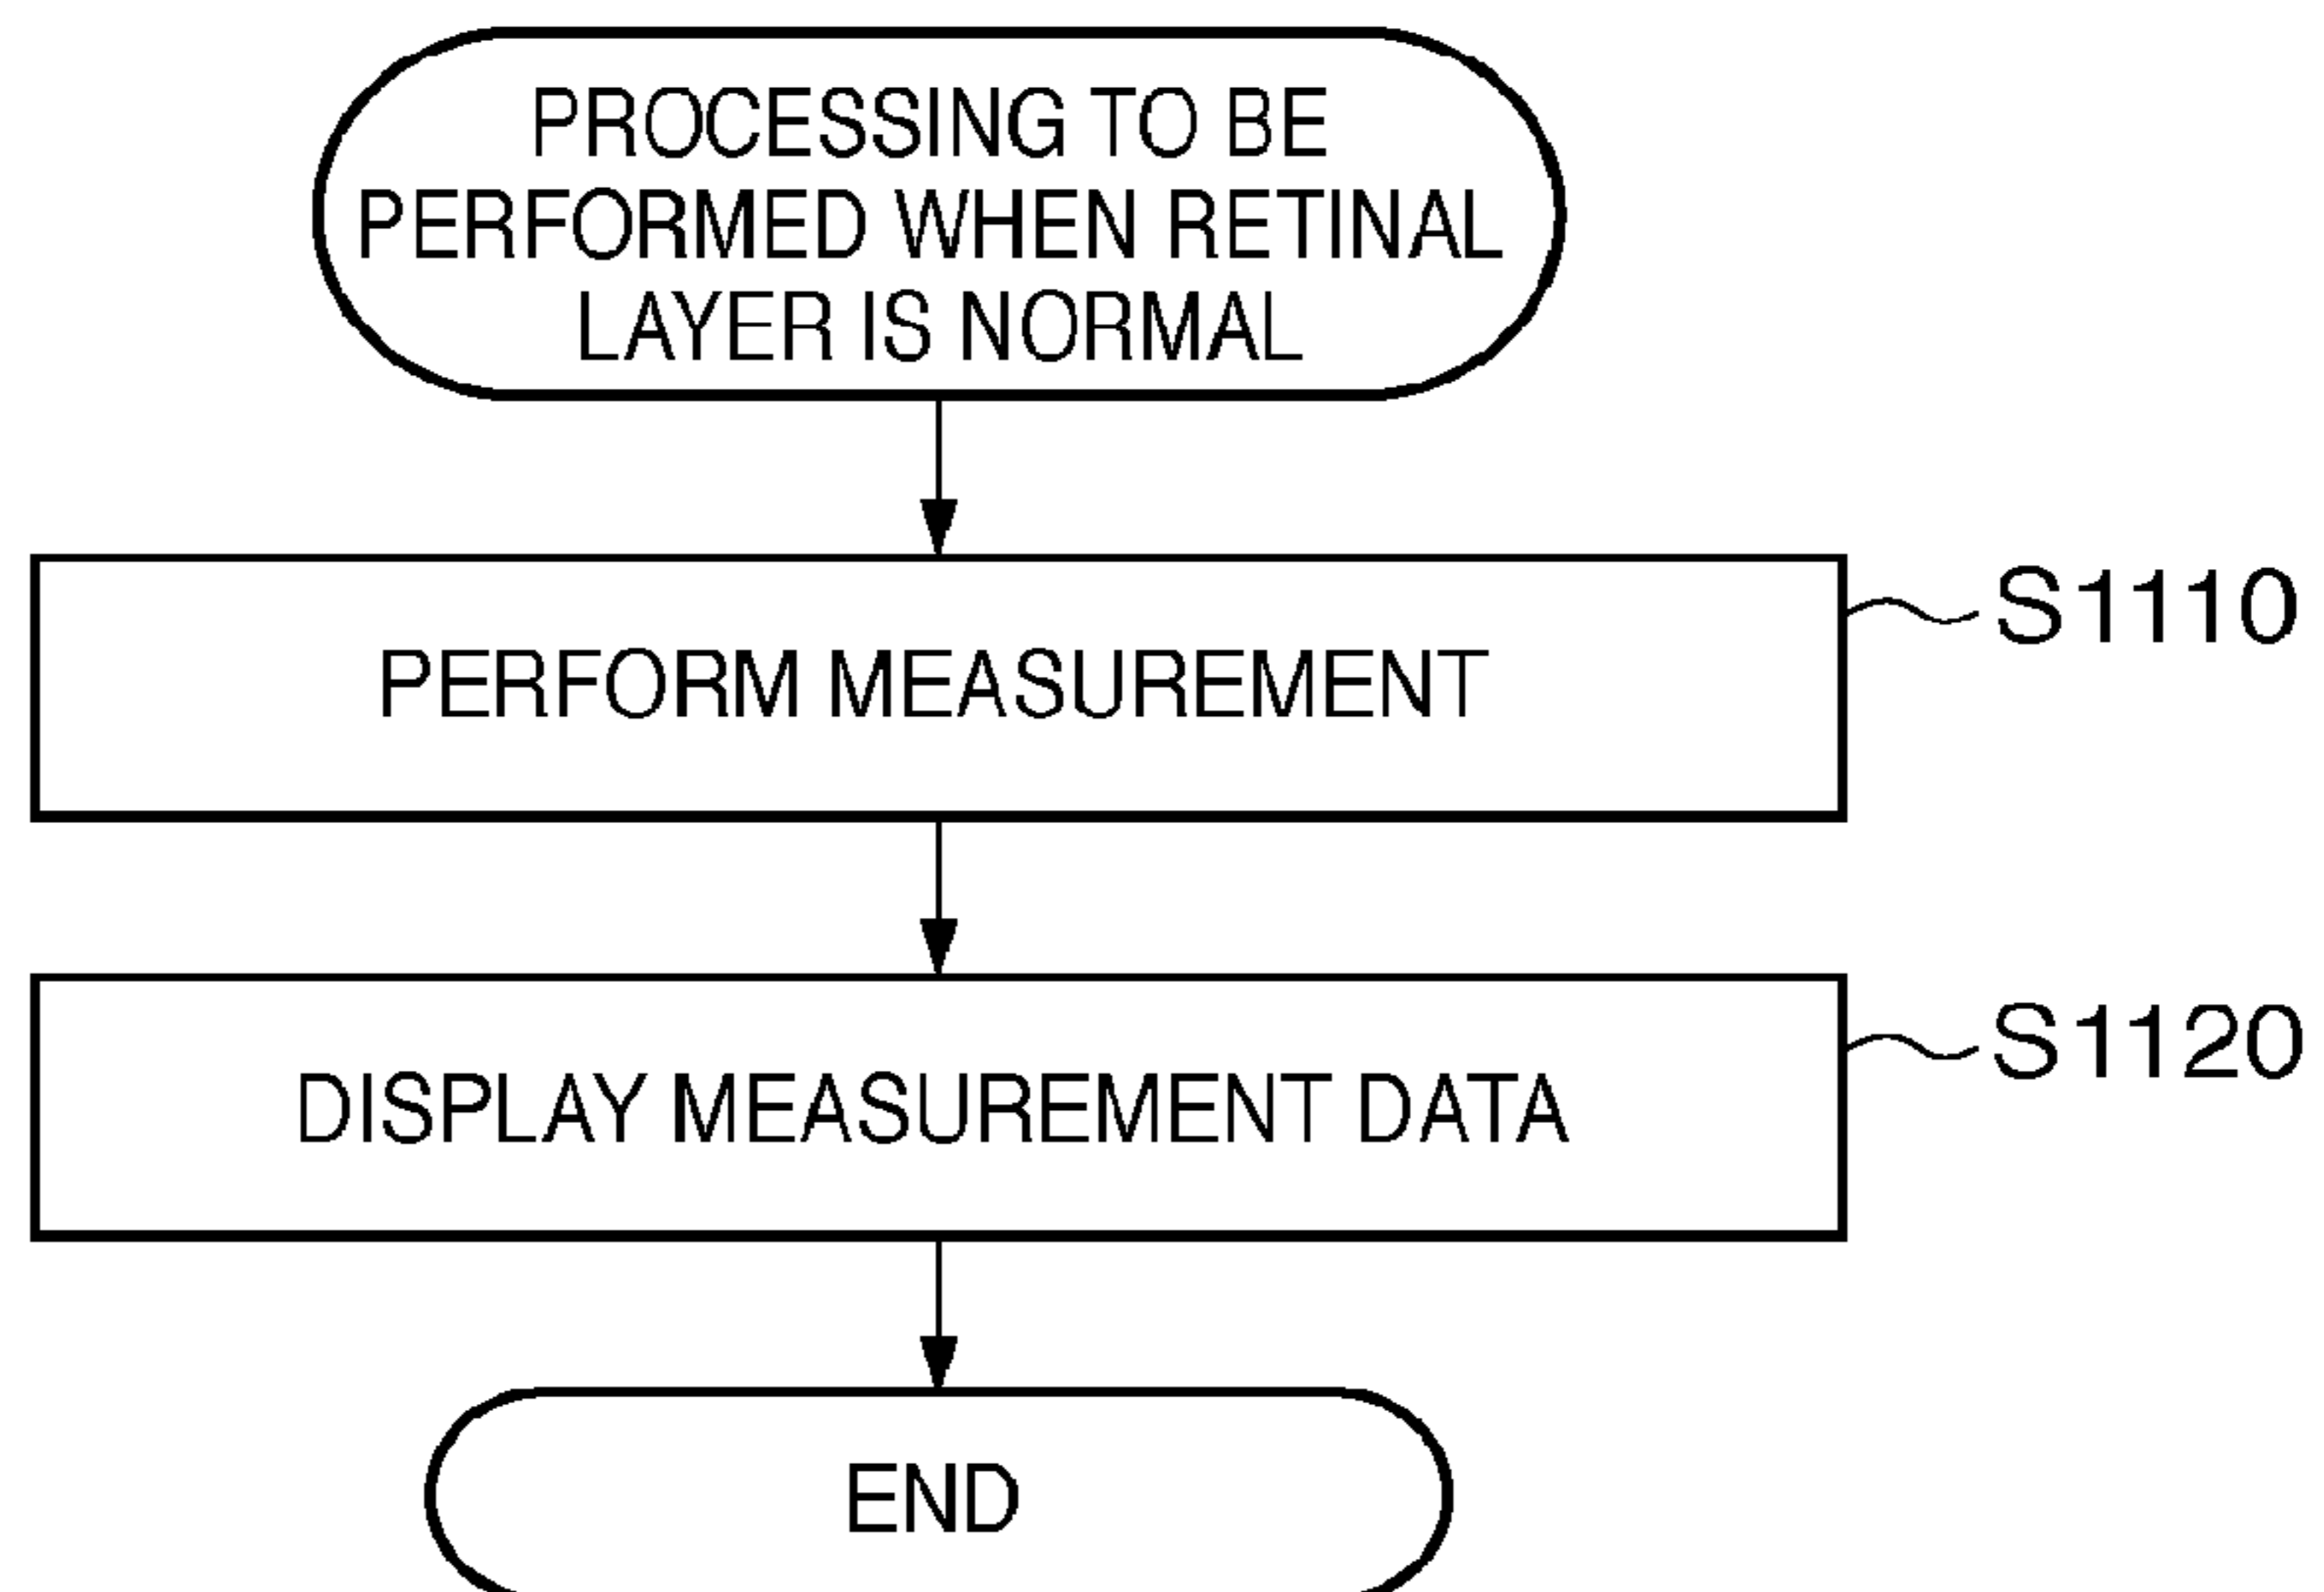 PROCESSING TO BE
PERFORMED WHEN RETINAL
LAYER IS NORMAL
PERFORM MEASUREMENT
S1110
DISPLAY MEASUREMENT DATA
S1120
END